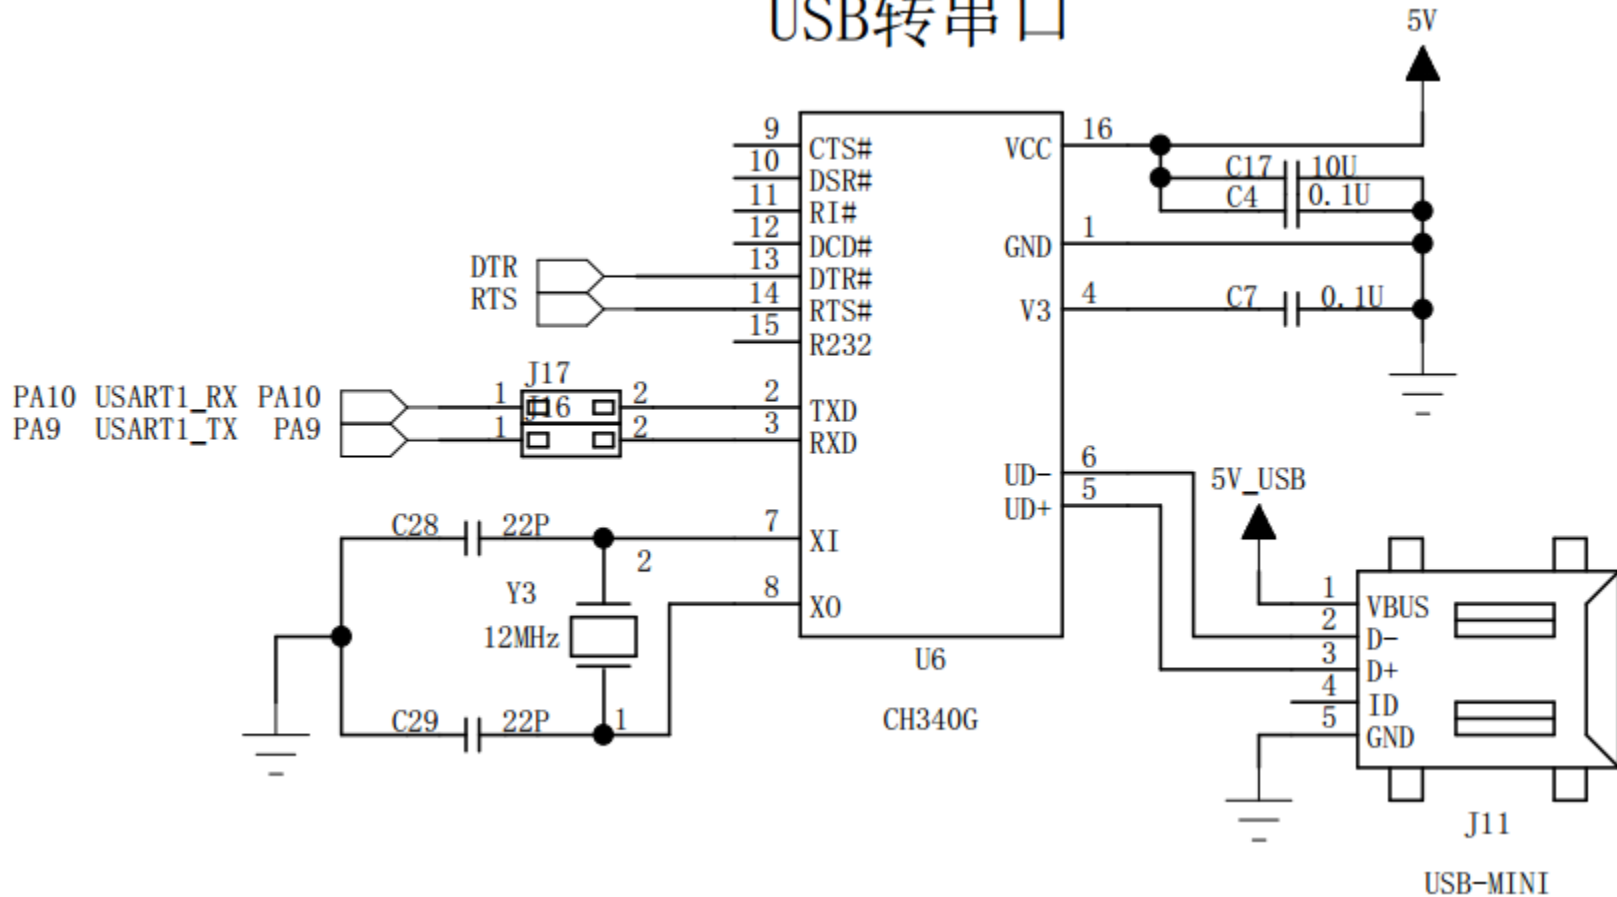 USB转串口
5V
9 CTS#
10 DSR#
11 RI#
12 DCD#
DTR 13 DTR#
RTS 14 RTS#
15 R232
VCC 16
C17 10U
C4 0.1U
GND 1
V3 4 C7 0.1U
J17
PA10 USART1_RX PA10 1 2 2 TXD
J16
PA9 USART1_TX PA9 1 2 3 RXD
UD- 6
UD+ 5
5V_USB
C28 22P 7 XI
2
Y3
12MHz
8 XO
C29 22P 1
U6
CH340G
1 VBUS
2 D-
3 D+
4 ID
5 GND
J11
USB-MINI